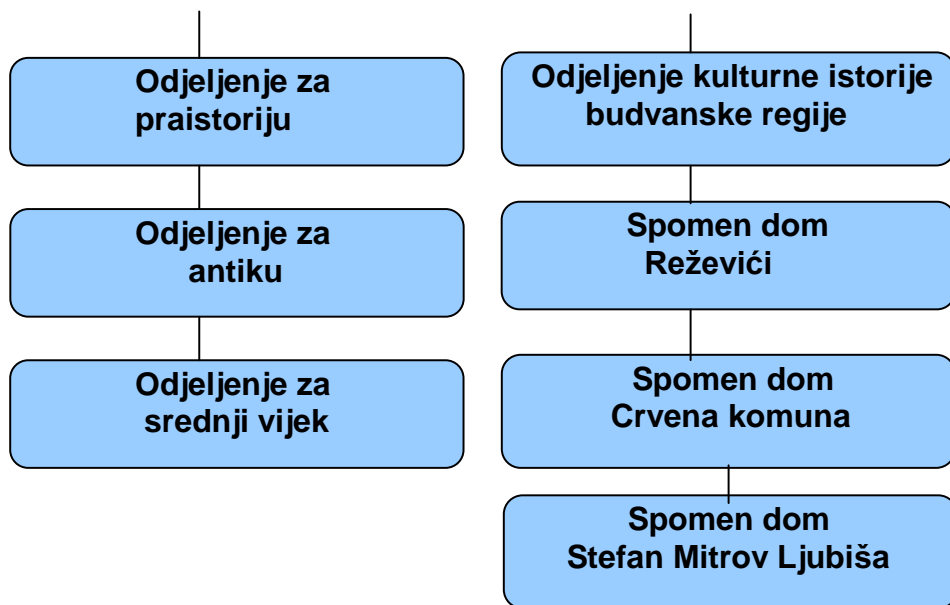 Odjeljenje za
praistoriju
Odjeljenje za
antiku
Odjeljenje za
srednji vijek
Odjeljenje kulturne istorije
budvanske regije
Spomen dom
Reževići
Spomen dom
Crvena komuna
Spomen dom
Stefan Mitrov Ljubiša